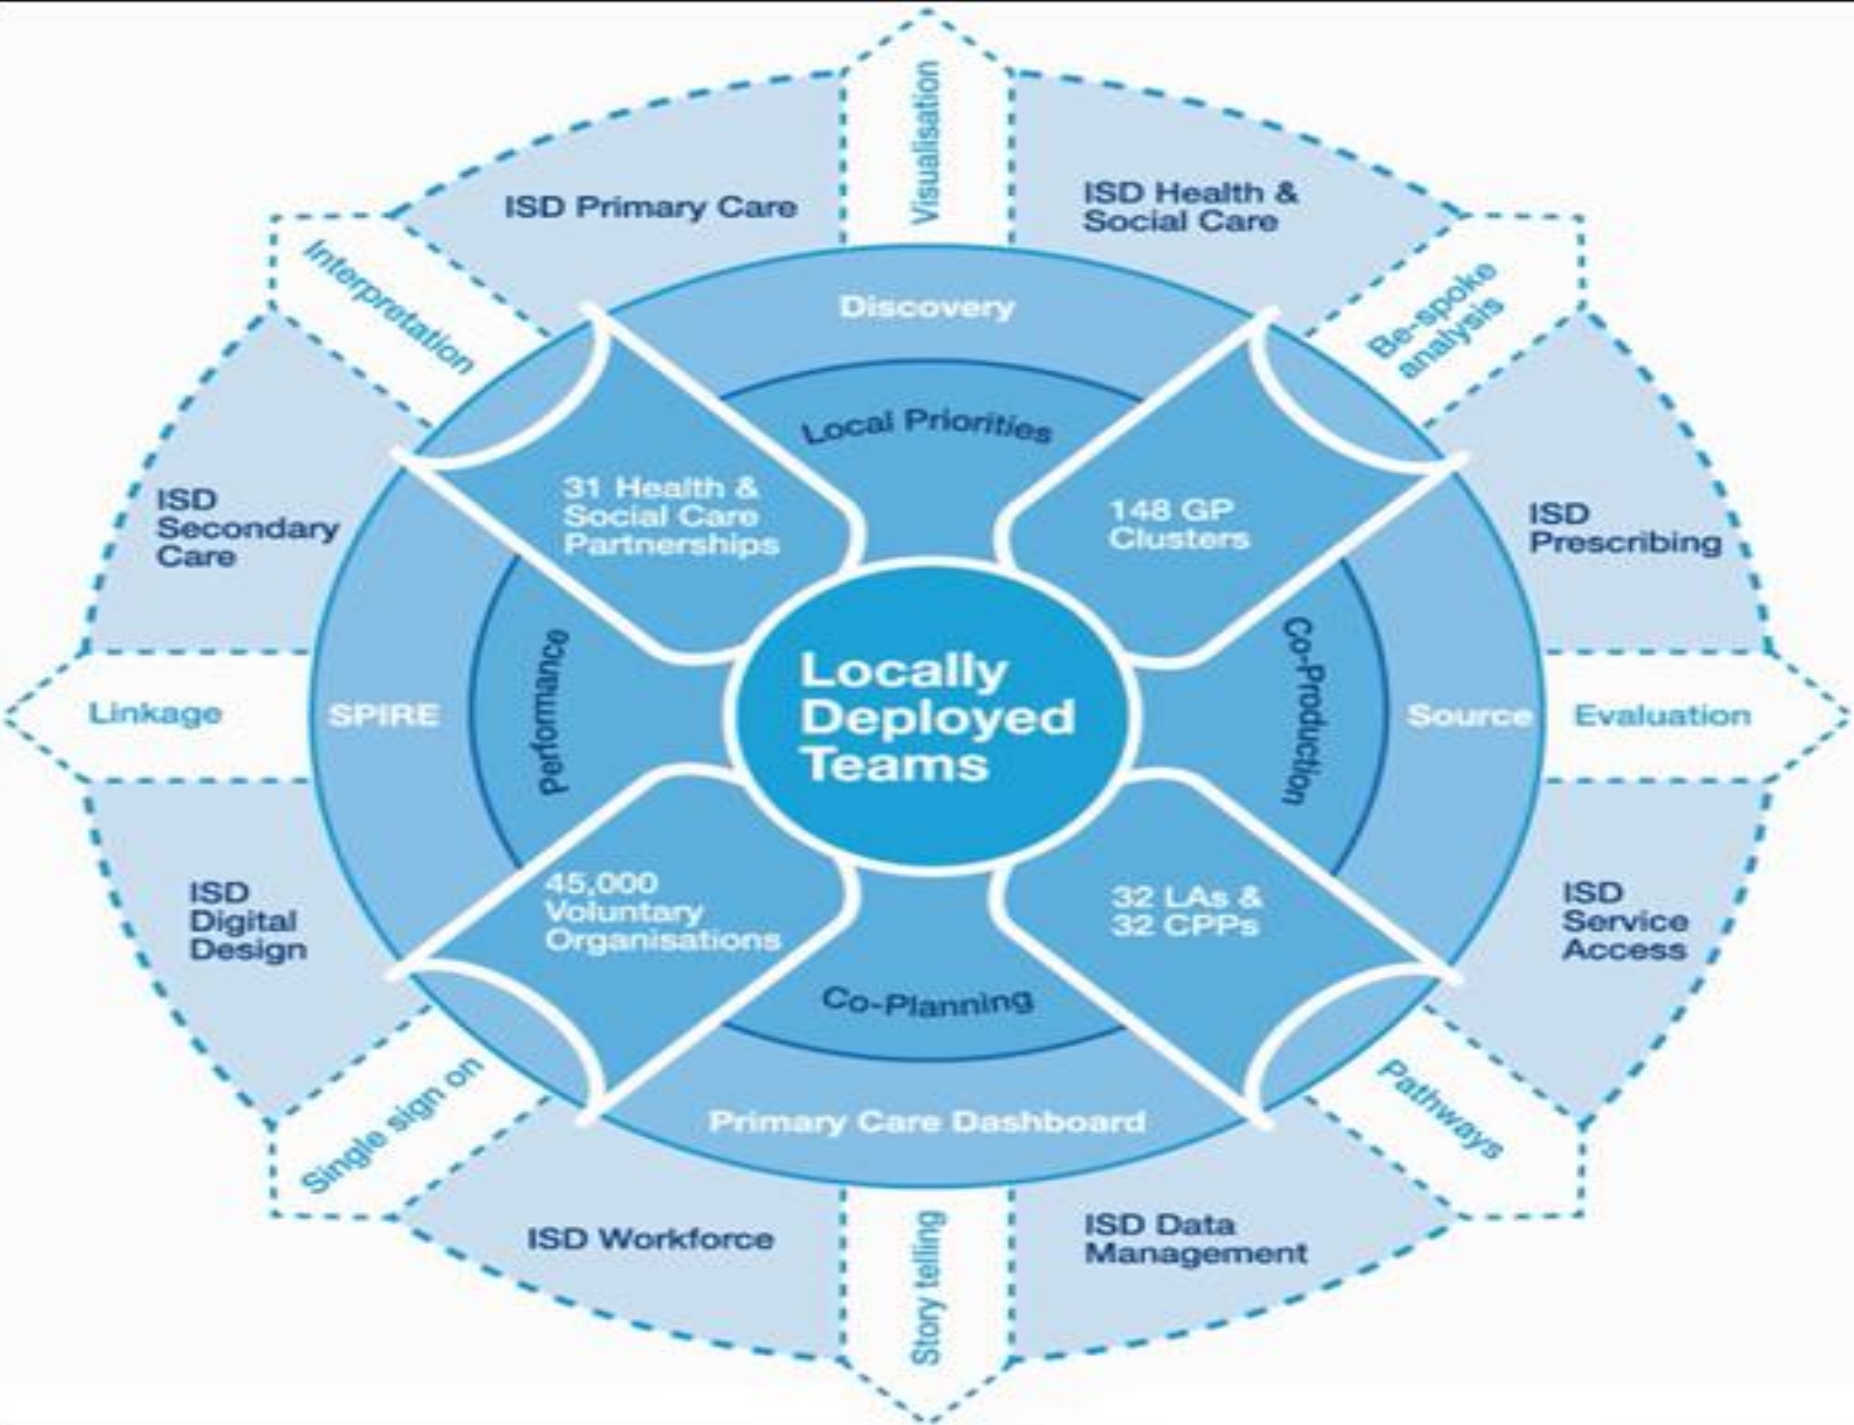 Visualisation
ISD Primary Care
ISD Health &
Social Care
Interpretation
Be-spoke
analysis
Discovery
Local Priorities
31 Health &
Social Care
Partnerships
148 GP
Clusters
ISD
Secondary
Care
ISD
Prescribing
Performance
Co-Production
Locally
Deployed
Teams
Linkage
SPIRE
Source
Evaluation
45,000
Voluntary
Organisations
32 LAs &
32 CPPs
ISD
Digital
Design
ISD
Service
Access
Co-Planning
Primary Care Dashboard
Single sign on
Pathways
ISD Workforce
ISD Data
Management
Story telling